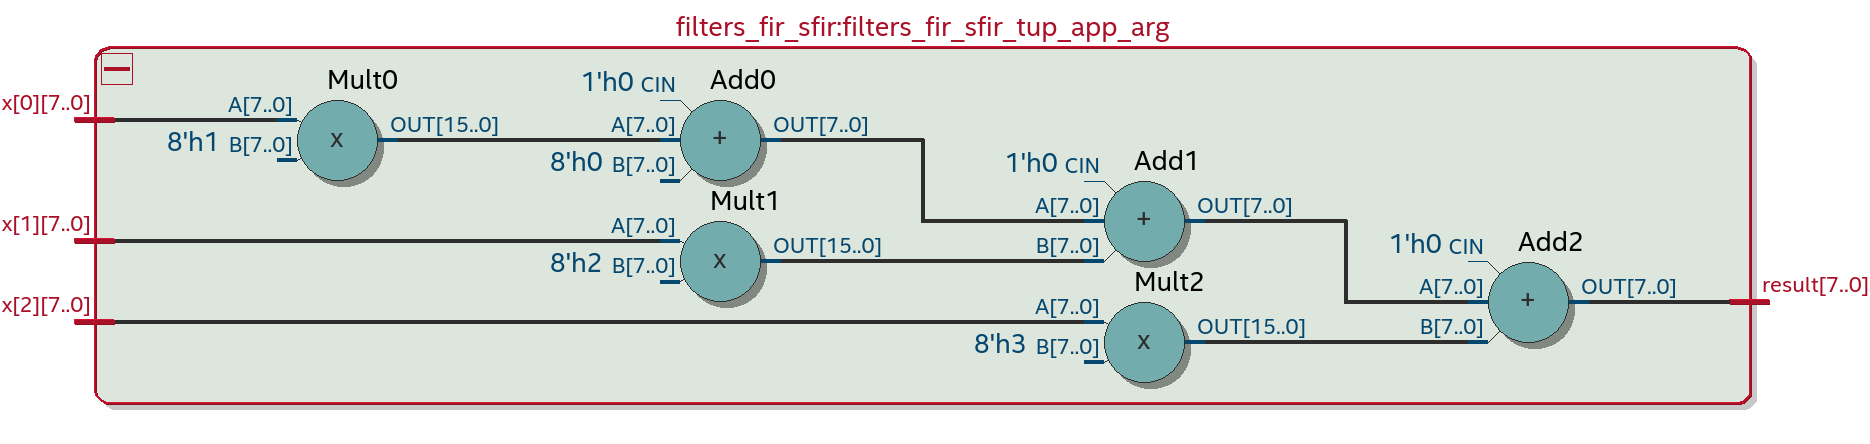 filters_fir_sfir:filters_fir_sfir_tup_app_arg
Mult0
1'h0 CIN
Add0
x[0][7..0]
A[7..0]
x
OUT[15..0]
A[7..0]
+
OUT[7..0]
8'h1 B[7..0]
8'h0 B[7..0]
1'h0 CIN
Add1
Mult1
x[1][7..0]
A[7..0]
x
OUT[15..0]
A[7..0]
+
OUT[7..0]
8'h2 B[7..0]
B[7..0]
1'h0 CIN
Add2
Mult2
x[2][7..0]
A[7..0]
x
OUT[15..0]
A[7..0]
+
OUT[7..0]
result[7..0]
8'h3 B[7..0]
B[7..0]